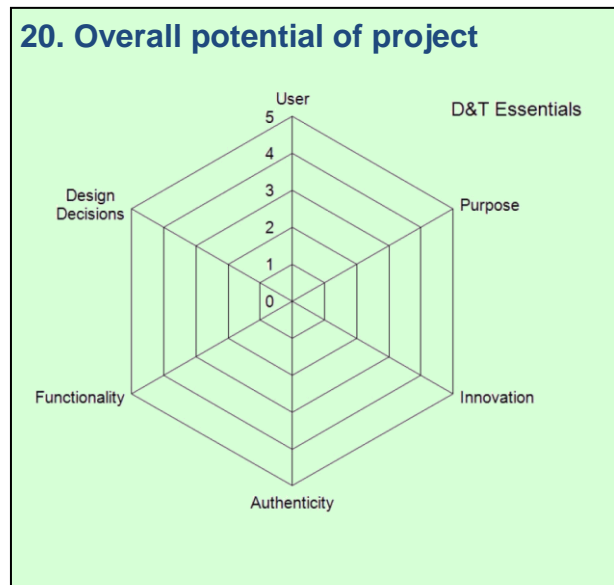 20. Overall potential of project
User
D&T Essentials
5
4
3
2
1
0
Design
Decisions
Purpose
Functionality
Innovation
Authenticity